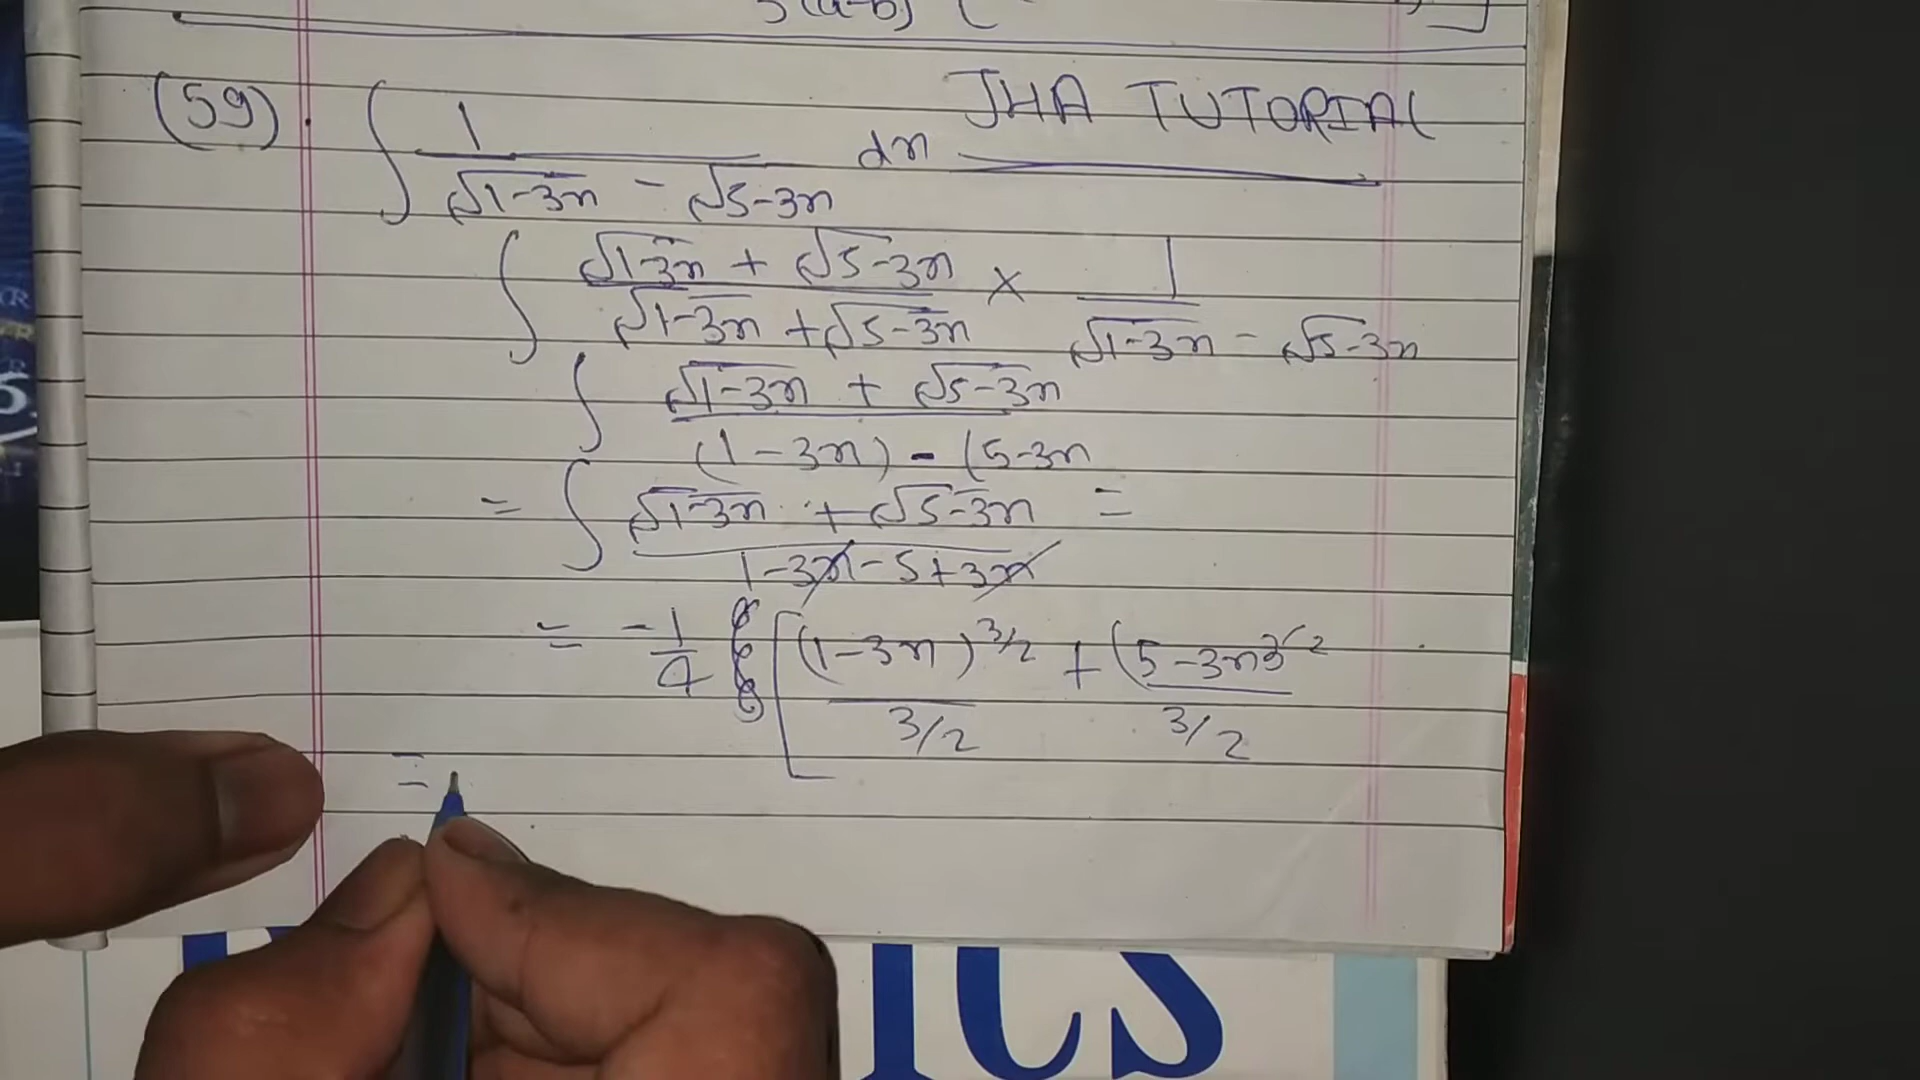 5(a-b) [ ]
JHA TUTORIAL
(59). ∫ 1/(√1-3x - √5-3x) dx
∫ (√1-3x + √5-3x)/(√1-3x + √5-3x) × 1/(√1-3x - √5-3x)
∫ (√1-3x + √5-3x)/((1-3x) - (5-3x
= ∫ (√1-3x + √5-3x)/(1-3x-5+3x) =
= -1/4 [ (1-3x)^3/2 / 3/2 + (5-3x)^3/2 / 3/2
=
ICS